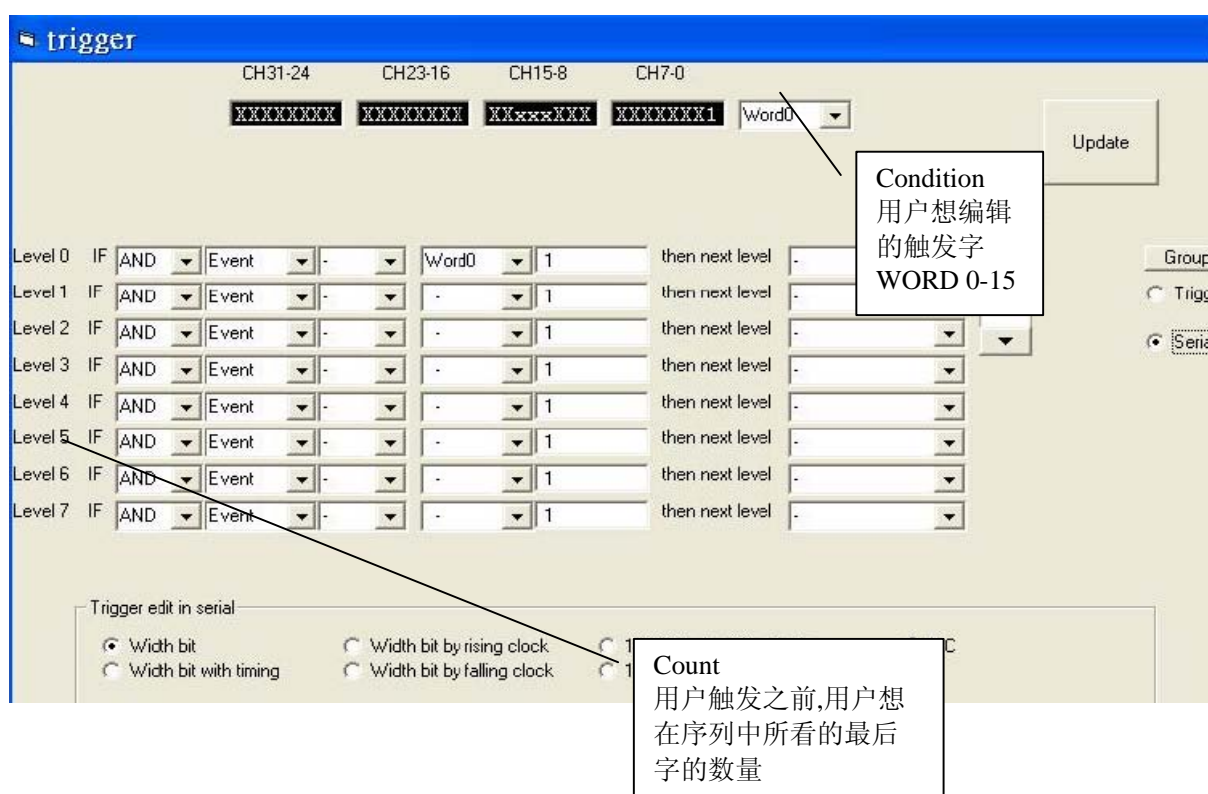 trigger
CH31-24 CH23-16 CH15-8 CH7-0
XXXXXXXX XXXXXXXX XXxxxXXX XXXXXXX1 Word0
Update
Condition
用户想编辑
的触发字
WORD 0-15
Level 0 IF AND Event - Word0 1 then next level -
Group
Level 1 IF AND Event - - 1 then next level -
Level 2 IF AND Event - - 1 then next level -
Level 3 IF AND Event - - 1 then next level -
Level 4 IF AND Event - - 1 then next level -
Level 5 IF AND Event - - 1 then next level -
Level 6 IF AND Event - - 1 then next level -
Level 7 IF AND Event - - 1 then next level -
Trigger edit in serial
Width bit Width bit by rising clock
Width bit with timing Width bit by falling clock
Count
用户触发之前,用户想
在序列中所看的最后
字的数量